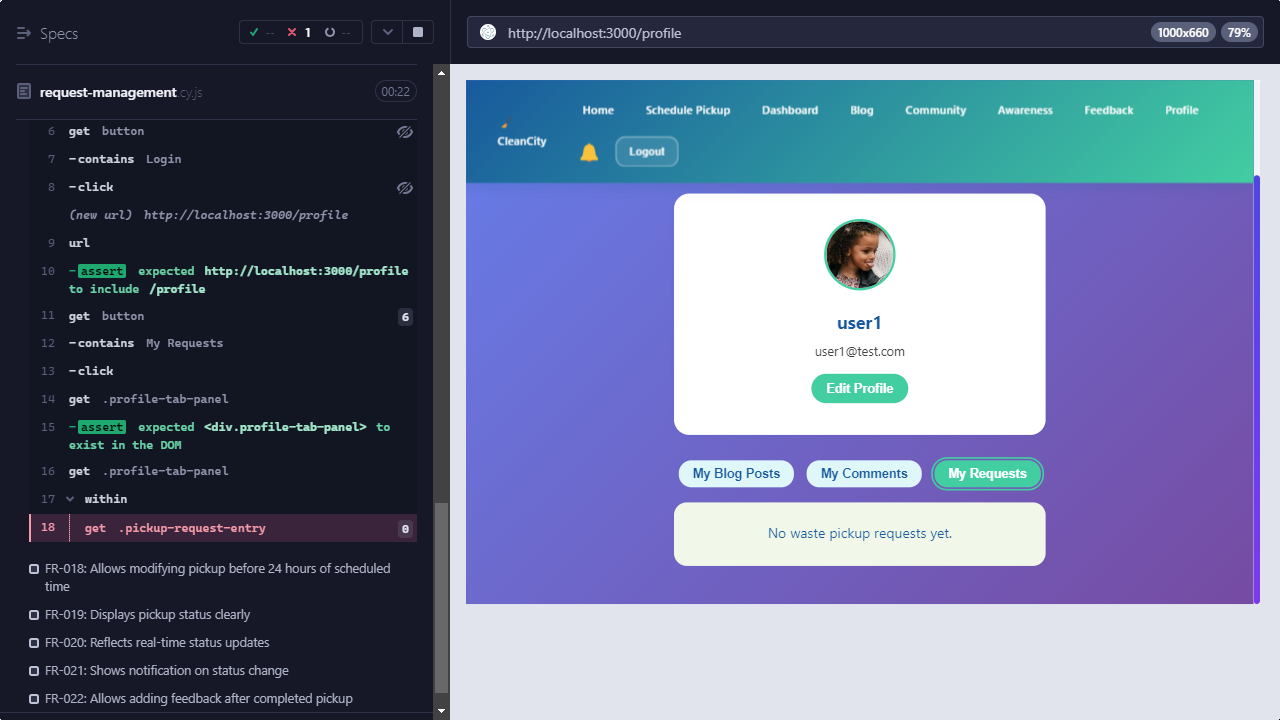 Specs
-- 1 --
request-management.cy.js
00:22
6 get button
7 -contains Login
8 -click
(new url) http://localhost:3000/profile
9 url
10 -assert expected http://localhost:3000/profile
to include /profile
11 get button 6
12 -contains My Requests
13 -click
14 get .profile-tab-panel
15 -assert expected <div.profile-tab-panel> to
exist in the DOM
16 get .profile-tab-panel
17 within
18 get .pickup-request-entry 0
FR-018: Allows modifying pickup before 24 hours of scheduled
time
FR-019: Displays pickup status clearly
FR-020: Reflects real-time status updates
FR-021: Shows notification on status change
FR-022: Allows adding feedback after completed pickup
http://localhost:3000/profile
1000x660 79%
CleanCity
Home Schedule Pickup Dashboard Blog Community Awareness Feedback Profile
Logout
user1
user1@test.com
Edit Profile
My Blog Posts My Comments My Requests
No waste pickup requests yet.